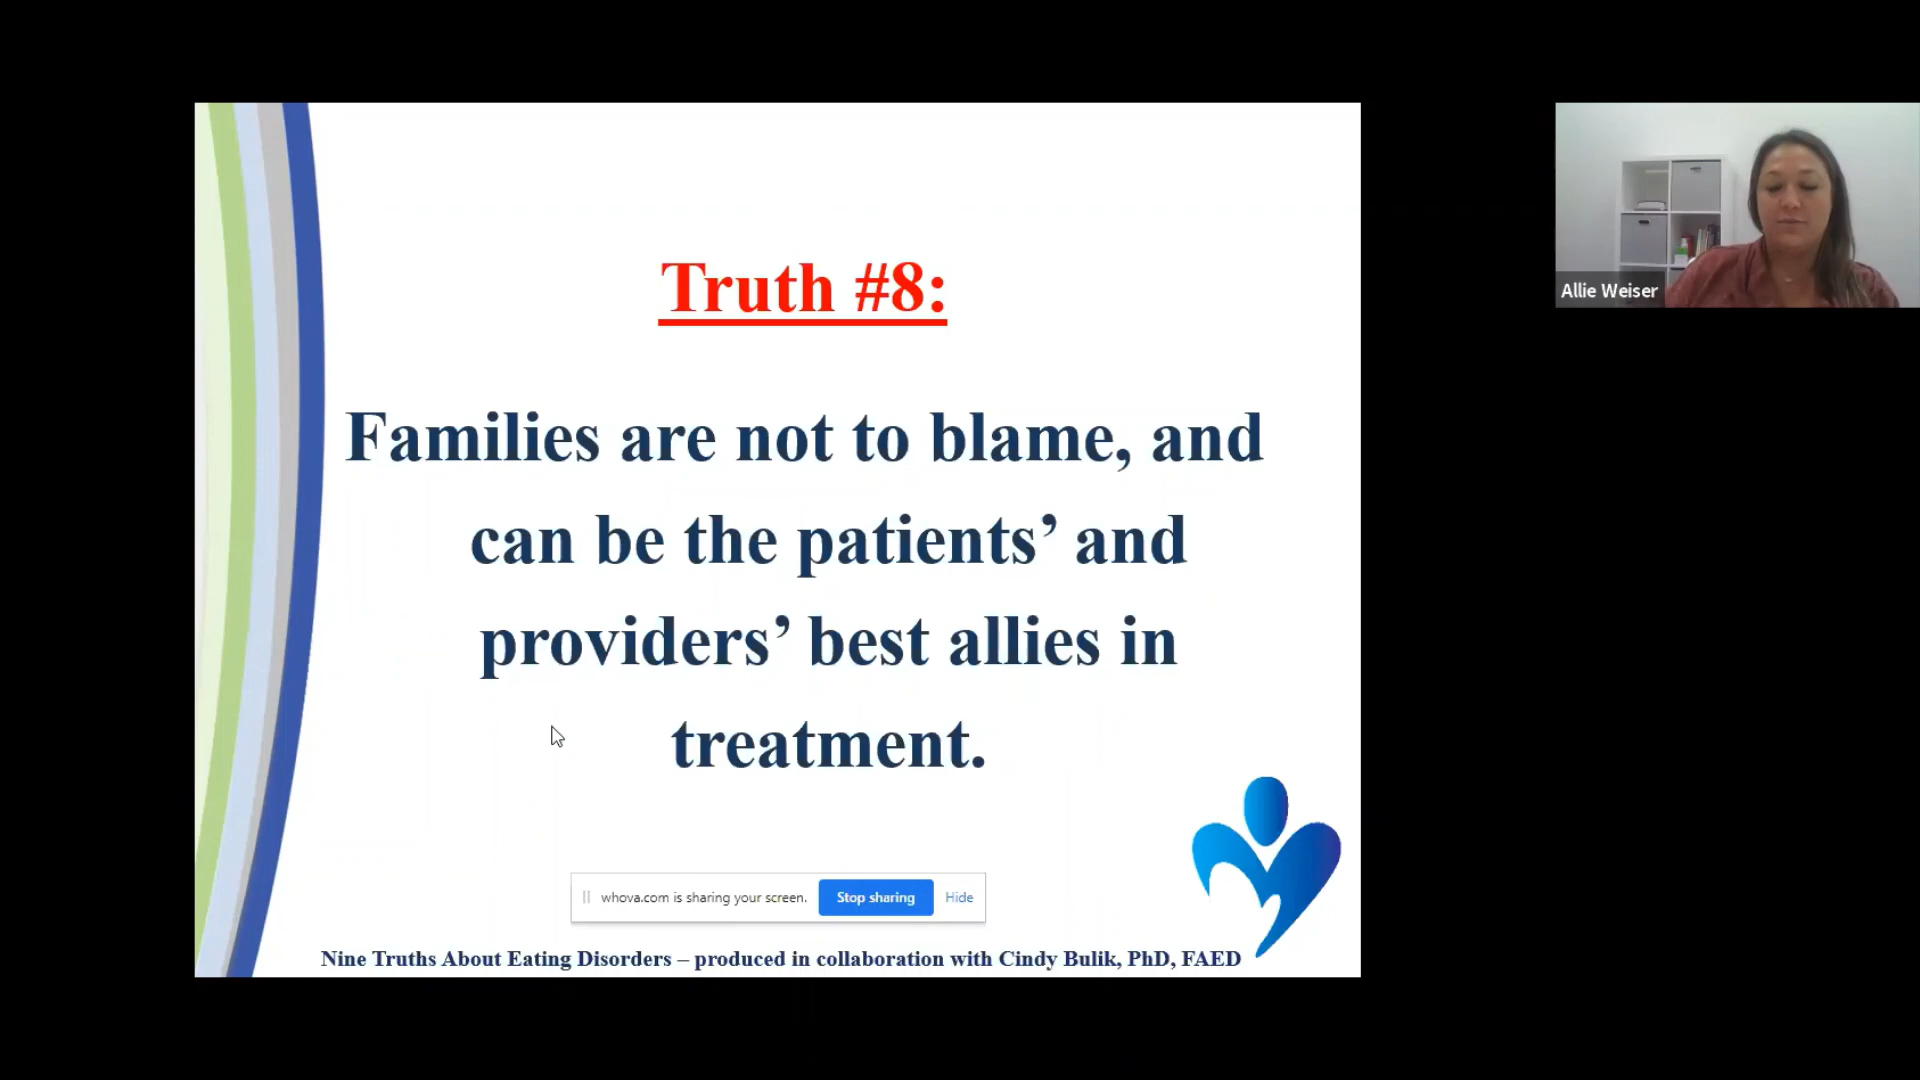 Truth #8:
Families are not to blame, and
can be the patients’ and
providers’ best allies in
treatment.
whova.com is sharing your screen. Stop sharing Hide
Nine Truths About Eating Disorders – produced in collaboration with Cindy Bulik, PhD, FAED
Allie Weiser